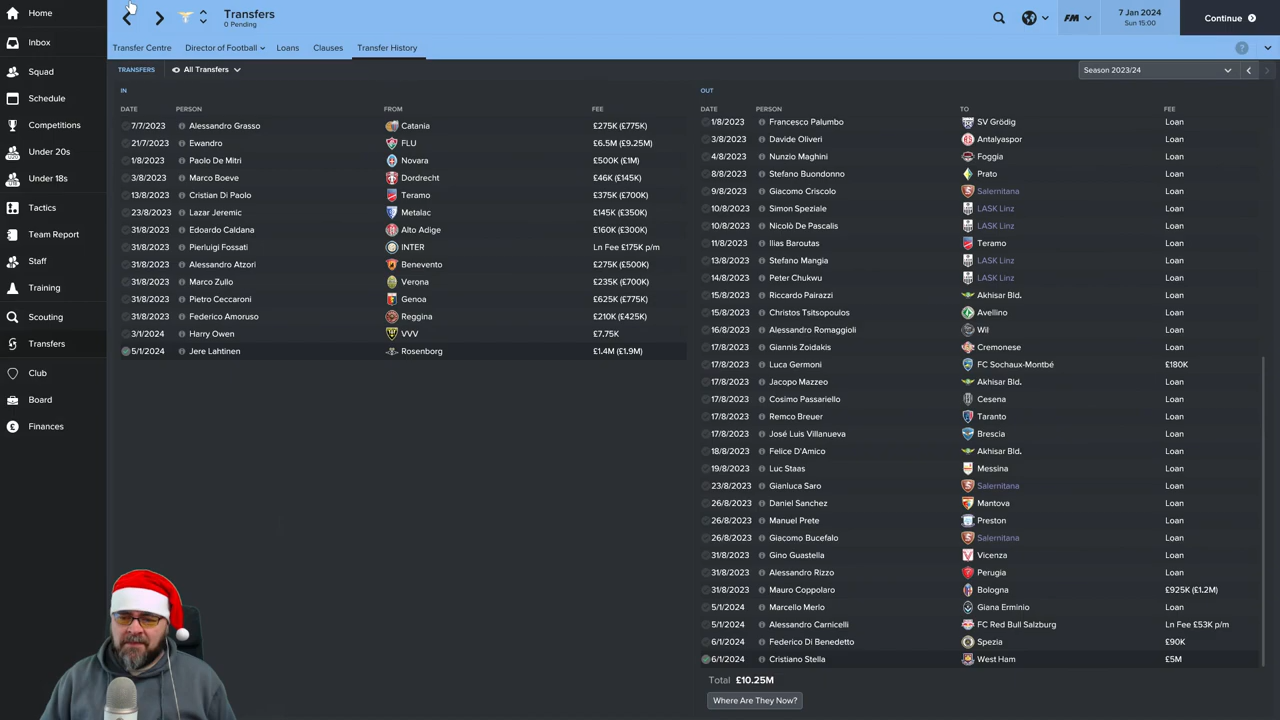 Home
Inbox
Squad
Schedule
Competitions
Under 20s
Under 18s
Tactics
Team Report
Staff
Training
Scouting
Transfers
Club
Board
Finances
Transfers
0 Pending
FM
7 Jan 2024
Sun 15:00
Continue
Transfer Centre
Director of Football
Loans
Clauses
Transfer History
?
TRANSFERS
All Transfers
Season 2023/24
IN
DATE PERSON FROM FEE
7/7/2023 Alessandro Grasso Catania £275K (£775K)
21/7/2023 Ewandro FLU £6.5M (£9.25M)
1/8/2023 Paolo De Mitri Novara £500K (£1M)
3/8/2023 Marco Boeve Dordrecht £46K (£145K)
13/8/2023 Cristian Di Paolo Teramo £375K (£700K)
23/8/2023 Lazar Jeremic Metalac £145K (£350K)
31/8/2023 Edoardo Caldana Alto Adige £160K (£300K)
31/8/2023 Pierluigi Fossati INTER Ln Fee £175K p/m
31/8/2023 Alessandro Atzori Benevento £275K (£500K)
31/8/2023 Marco Zullo Verona £235K (£700K)
31/8/2023 Pietro Ceccaroni Genoa £625K (£775K)
31/8/2023 Federico Amoruso Reggina £210K (£425K)
3/1/2024 Harry Owen VVV £7.75K
5/1/2024 Jere Lahtinen Rosenborg £1.4M (£1.9M)
OUT
DATE PERSON TO FEE
1/8/2023 Francesco Palumbo SV Grödig Loan
3/8/2023 Davide Oliveri Antalyaspor Loan
4/8/2023 Nunzio Maghini Foggia Loan
8/8/2023 Stefano Buondonno Prato Loan
9/8/2023 Giacomo Criscolo Salernitana Loan
10/8/2023 Simon Speziale LASK Linz Loan
10/8/2023 Nicolò De Pascalis LASK Linz Loan
11/8/2023 Ilias Baroutas Teramo Loan
13/8/2023 Stefano Mangia LASK Linz Loan
14/8/2023 Peter Chukwu LASK Linz Loan
15/8/2023 Riccardo Pairazzi Akhisar Bld. Loan
15/8/2023 Christos Tsitsopoulos Avellino Loan
16/8/2023 Alessandro Romaggioli Wil Loan
17/8/2023 Giannis Zoidakis Cremonese Loan
17/8/2023 Luca Germoni FC Sochaux-Montbé £180K
17/8/2023 Jacopo Mazzeo Akhisar Bld. Loan
17/8/2023 Cosimo Passariello Cesena Loan
17/8/2023 Remco Breuer Taranto Loan
17/8/2023 José Luis Villanueva Brescia Loan
18/8/2023 Felice D'Amico Akhisar Bld. Loan
19/8/2023 Luc Staas Messina Loan
23/8/2023 Gianluca Saro Salernitana Loan
26/8/2023 Daniel Sanchez Mantova Loan
26/8/2023 Manuel Prete Preston Loan
26/8/2023 Giacomo Bucefalo Salernitana Loan
31/8/2023 Gino Guastella Vicenza Loan
31/8/2023 Alessandro Rizzo Perugia Loan
31/8/2023 Mauro Coppolaro Bologna £925K (£1.2M)
5/1/2024 Marcello Merlo Giana Erminio Loan
5/1/2024 Alessandro Carnicelli FC Red Bull Salzburg Ln Fee £53K p/m
6/1/2024 Federico Di Benedetto Spezia £90K
6/1/2024 Cristiano Stella West Ham £5M
Total £10.25M
Where Are They Now?